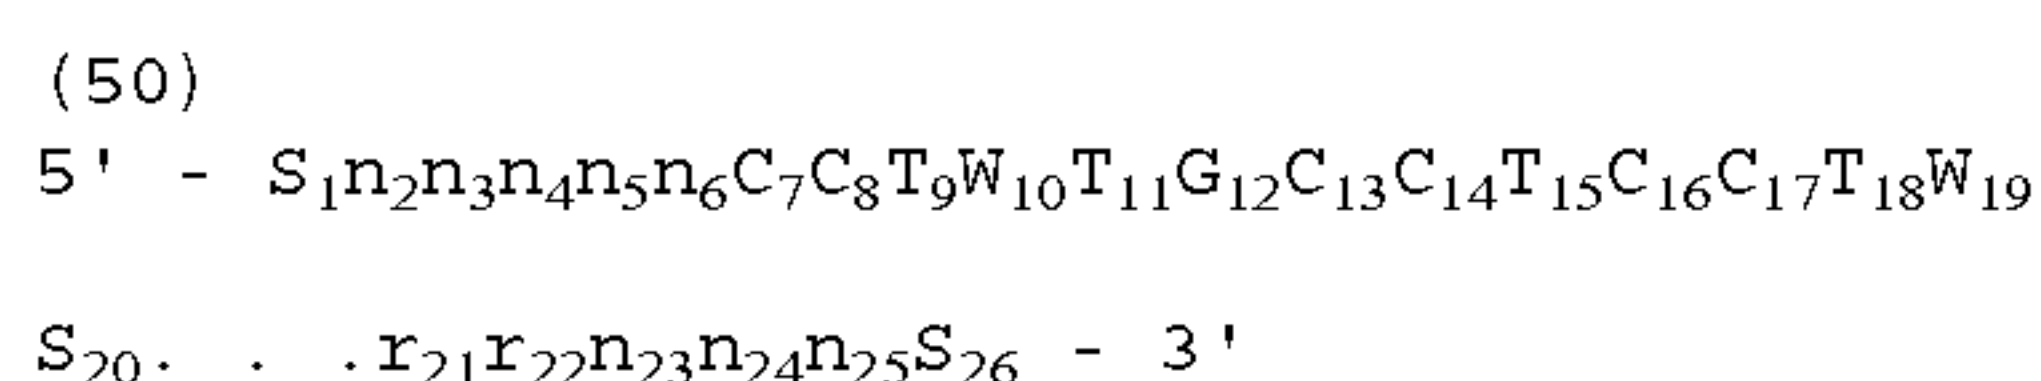 (50)
5' - S₁n₂n₃n₄n₅n₆C₇C₈T₉W₁₀T₁₁G₁₂C₁₃C₁₄T₁₅C₁₆C₁₇T₁₈W₁₉
S₂₀. . .r₂₁r₂₂n₂₃n₂₄n₂₅S₂₆ - 3'